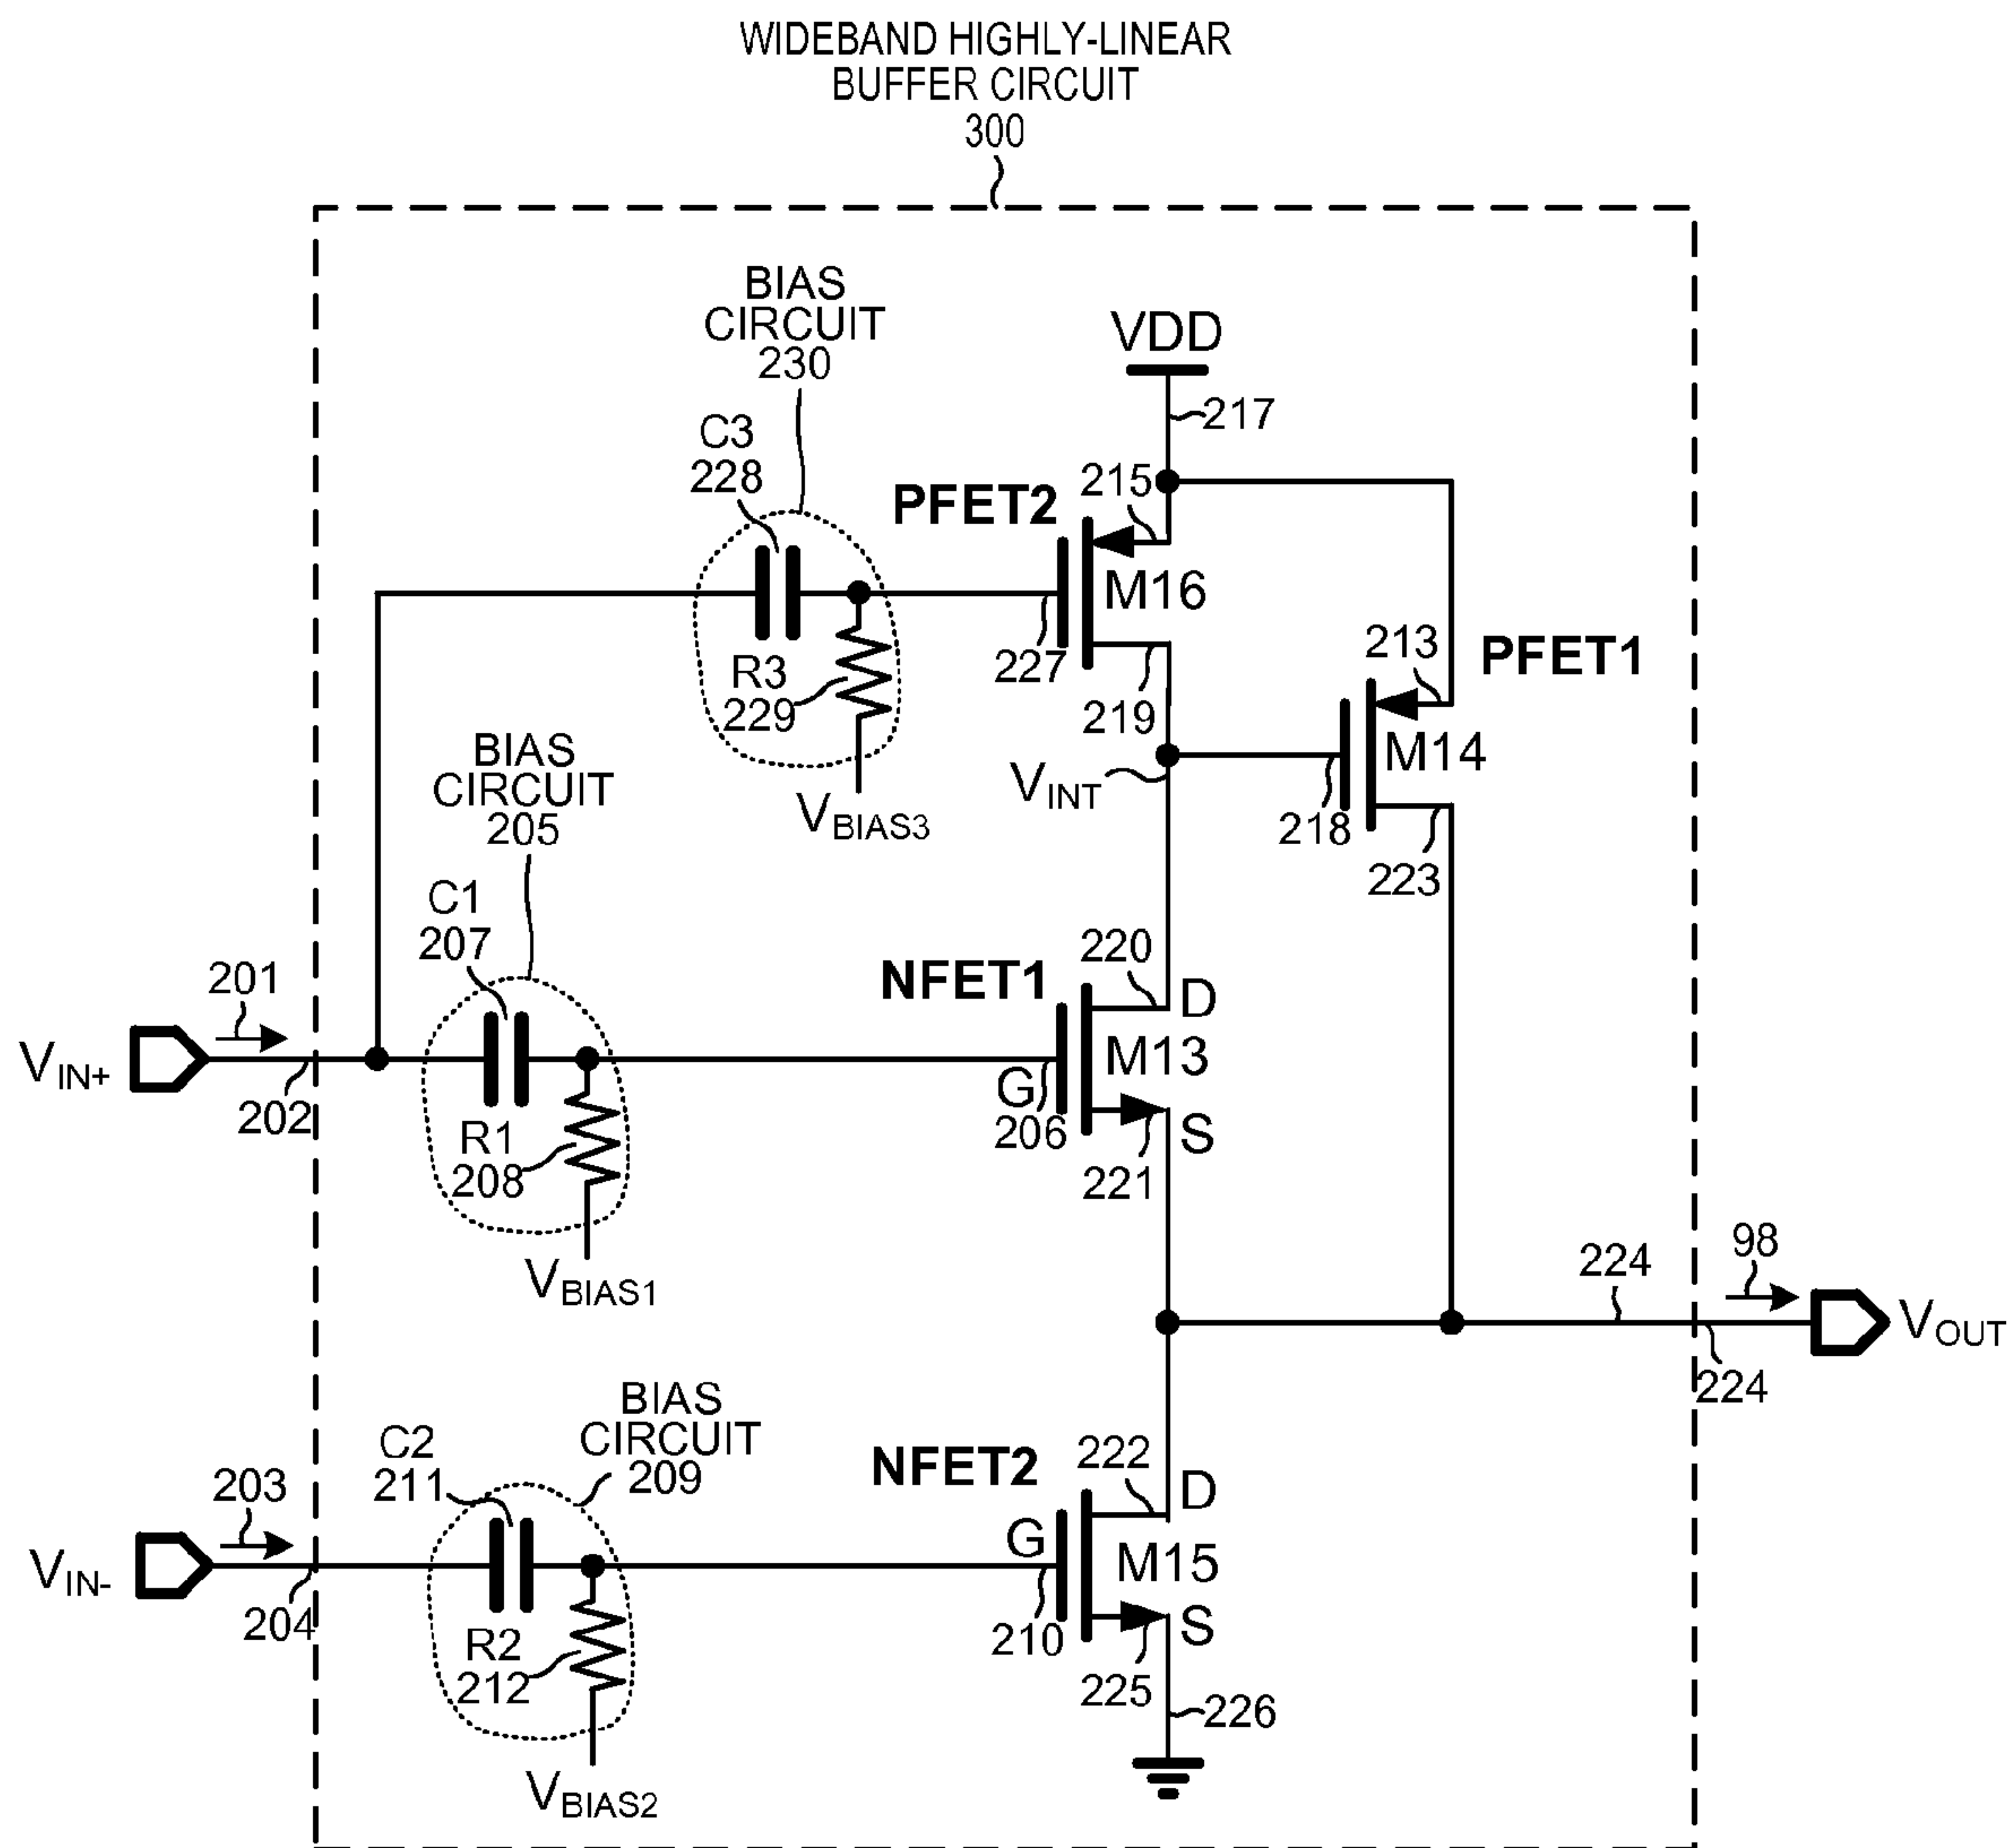 WIDEBAND HIGHLY-LINEAR
BUFFER CIRCUIT
300
BIAS
CIRCUIT
230
VDD
217
C3
228
215
PFET2
M16
R3
229
227
219
213
PFET1
M14
BIAS
CIRCUIT
205
VINT
VBIAS3
218
223
C1
207
220
NFET1
D
201
VIN+
M13
G
206
202
R1
208
S
221
VBIAS1
98
224
VOUT
224
BIAS
CIRCUIT
209
C2
211
NFET2
222
D
203
G
M15
VIN-
204
R2
212
210
S
225
226
VBIAS2